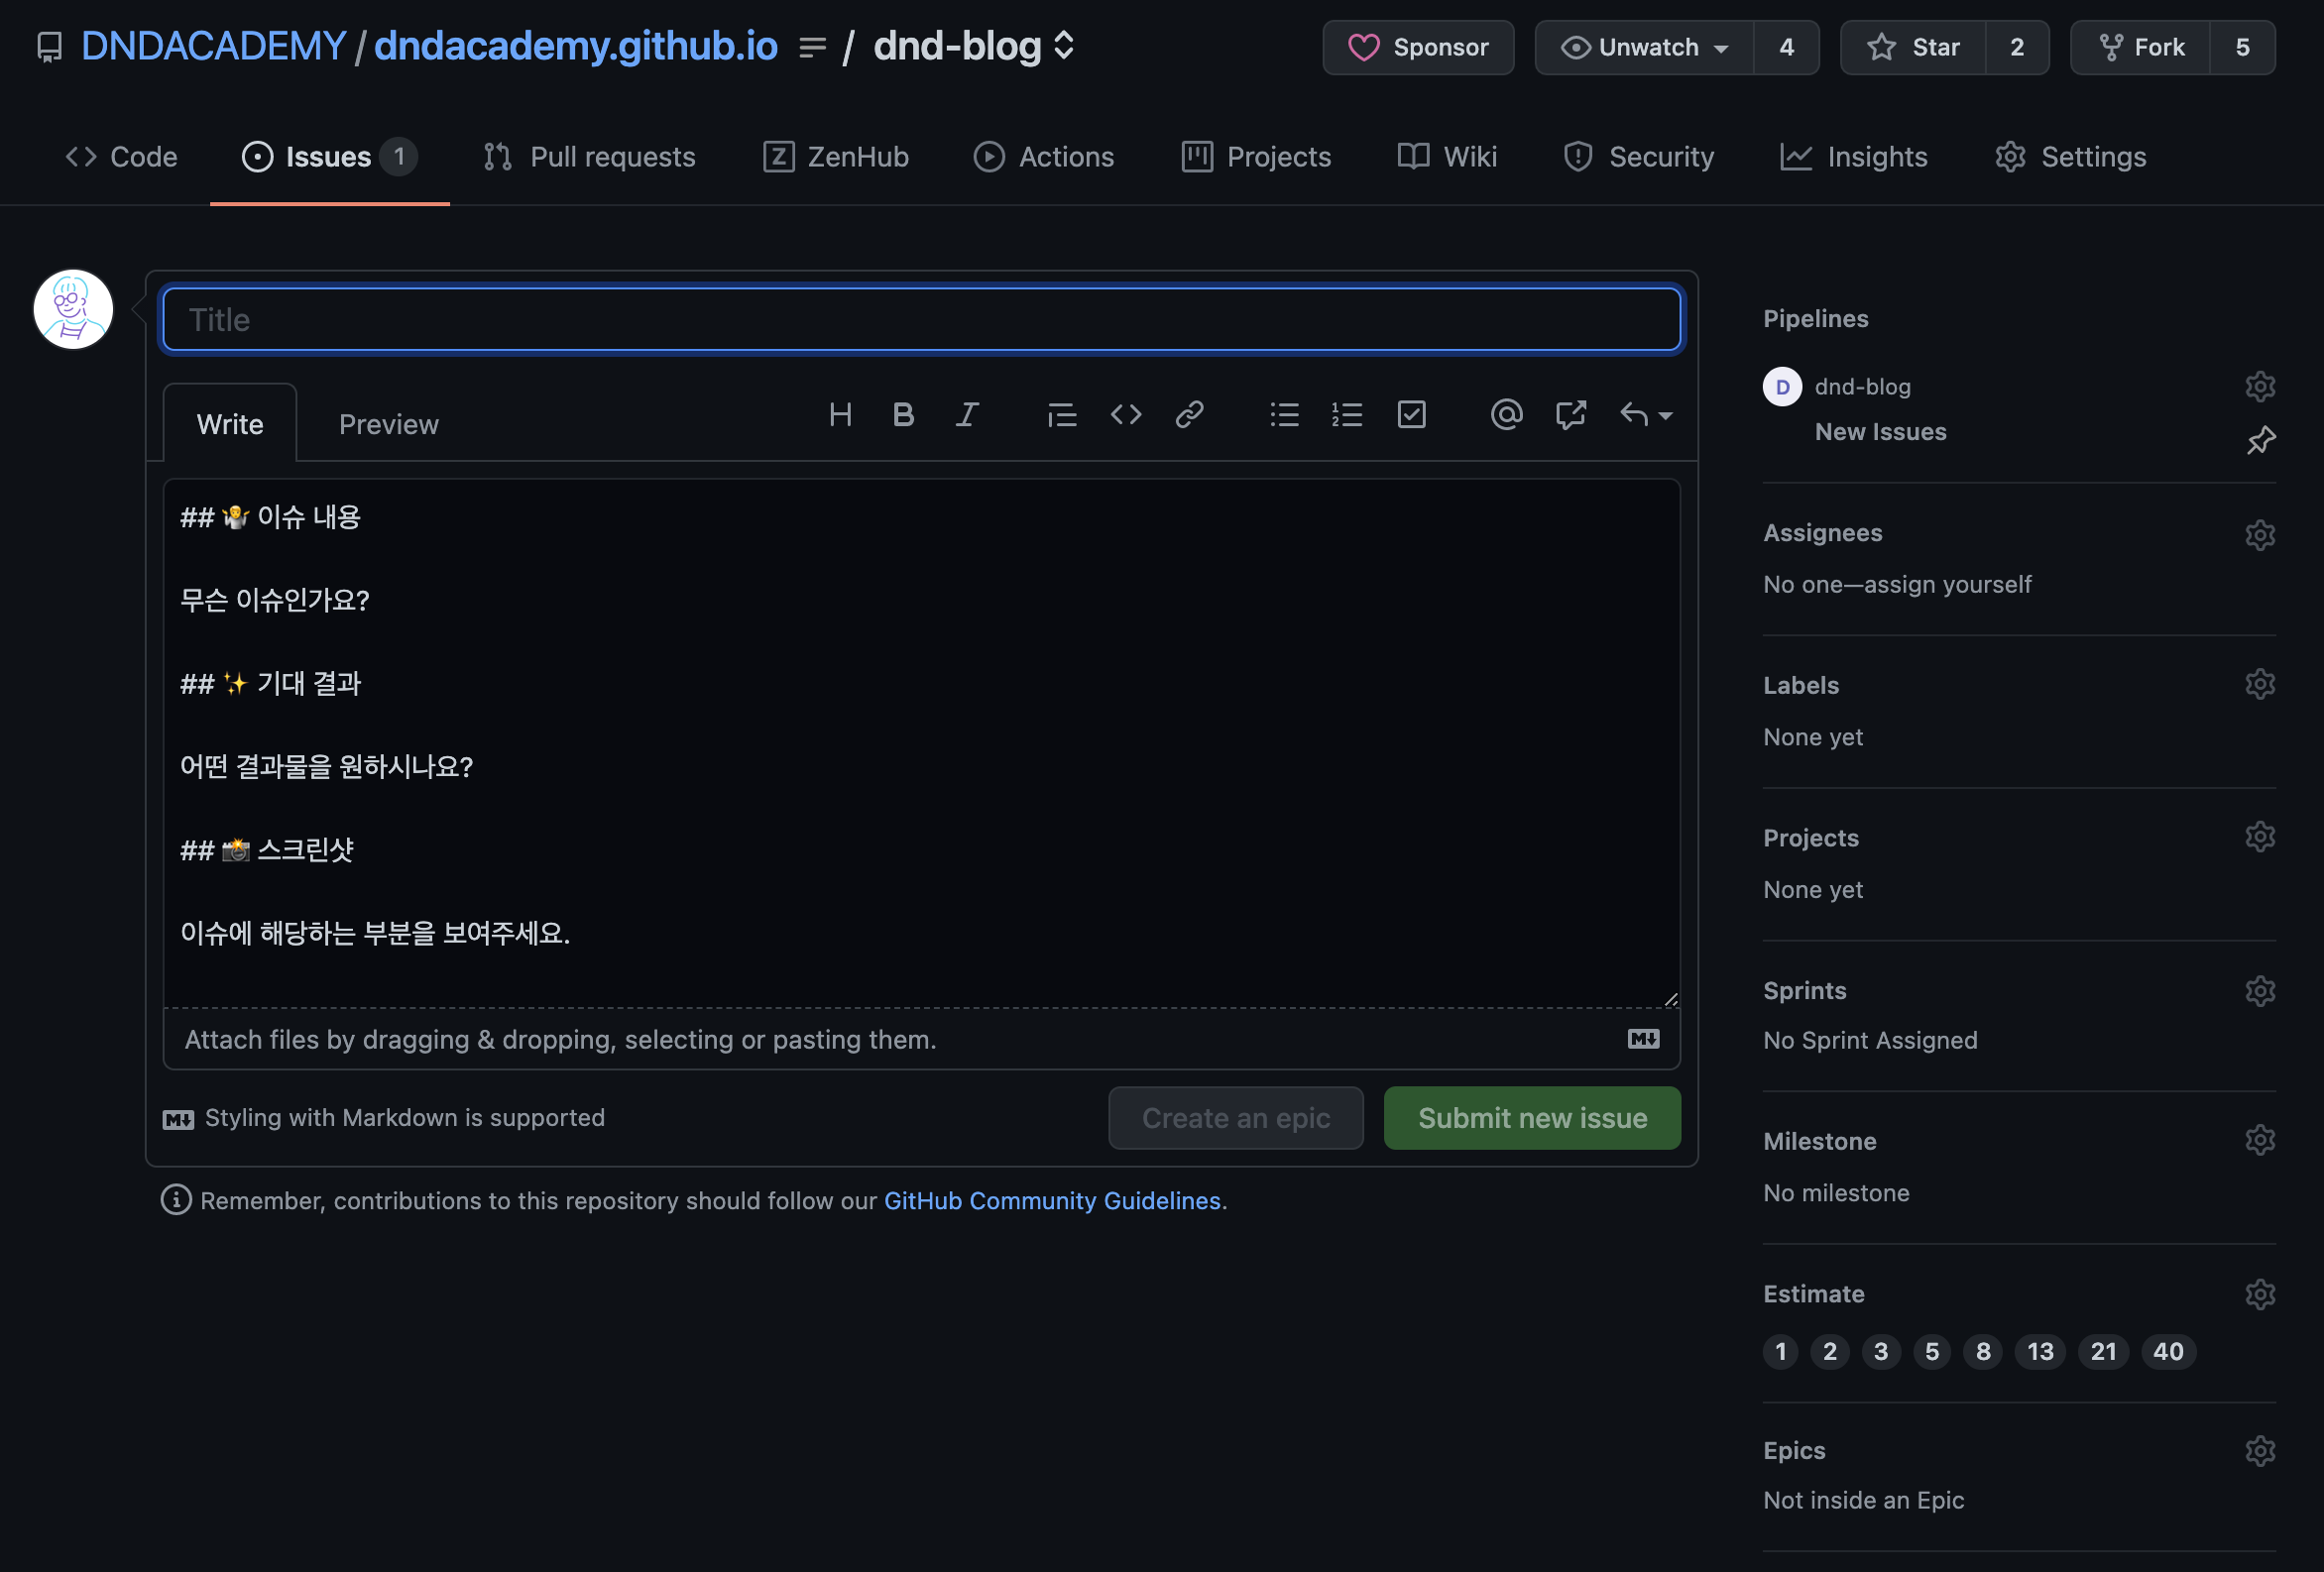 DNDACADEMY / dndacademy.github.io / dnd-blog
Sponsor
Unwatch 4
Star 2
Fork 5
Code
Issues 1
Pull requests
ZenHub
Actions
Projects
Wiki
Security
Insights
Settings
Title
Write
Preview
## 🤷 이슈 내용
무슨 이슈인가요?
## ✨ 기대 결과
어떤 결과물을 원하시나요?
## 📸 스크린샷
이슈에 해당하는 부분을 보여주세요.
Attach files by dragging & dropping, selecting or pasting them.
Styling with Markdown is supported
Create an epic
Submit new issue
Remember, contributions to this repository should follow our GitHub Community Guidelines.
Pipelines
D dnd-blog
New Issues
Assignees
No one—assign yourself
Labels
None yet
Projects
None yet
Sprints
No Sprint Assigned
Milestone
No milestone
Estimate
1 2 3 5 8 13 21 40
Epics
Not inside an Epic